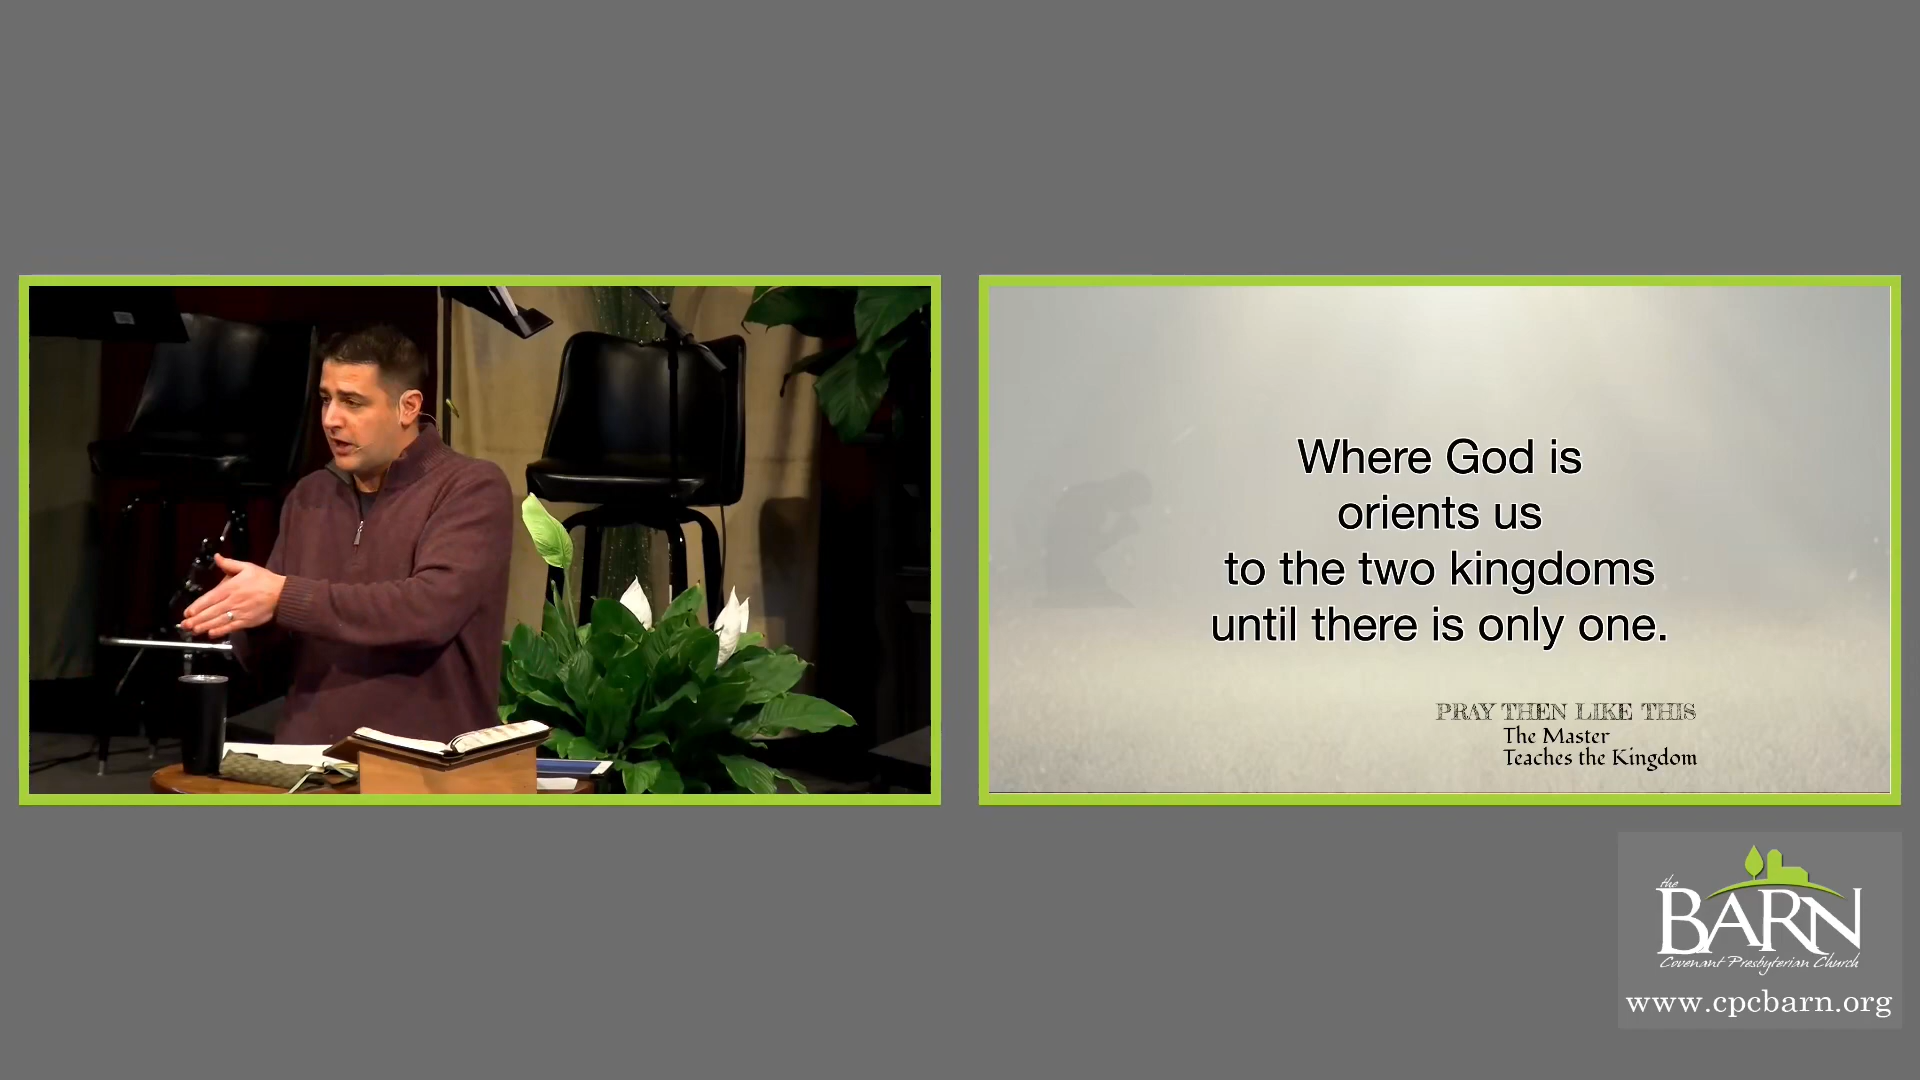 Where God is
orients us
to the two kingdoms
until there is only one.
PRAY THEN LIKE THIS
The Master
Teaches the Kingdom
the
BARN
Covenant Presbyterian Church
www.cpcbarn.org